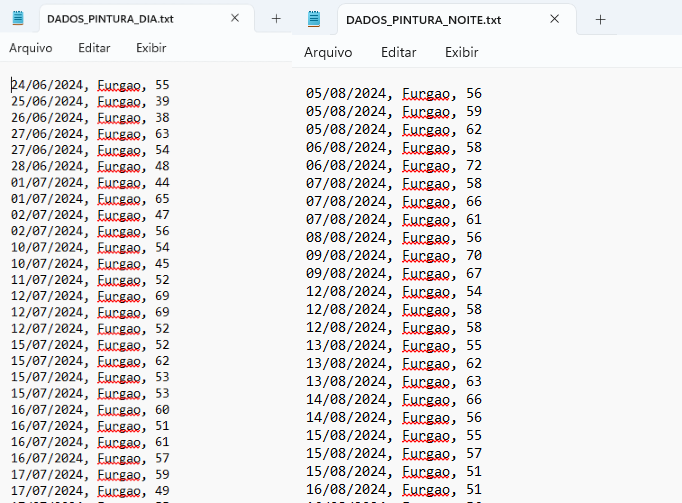 DADOS_PINTURA_DIA.txt
Arquivo Editar Exibir
24/06/2024, Furgao, 55
25/06/2024, Furgao, 39
26/06/2024, Furgao, 38
27/06/2024, Furgao, 63
27/06/2024, Furgao, 54
28/06/2024, Furgao, 48
01/07/2024, Furgao, 44
01/07/2024, Furgao, 65
02/07/2024, Furgao, 47
02/07/2024, Furgao, 56
10/07/2024, Furgao, 54
10/07/2024, Furgao, 45
11/07/2024, Furgao, 52
12/07/2024, Furgao, 69
12/07/2024, Furgao, 69
12/07/2024, Furgao, 52
15/07/2024, Furgao, 52
15/07/2024, Furgao, 62
15/07/2024, Furgao, 53
15/07/2024, Furgao, 53
16/07/2024, Furgao, 60
16/07/2024, Furgao, 51
16/07/2024, Furgao, 61
16/07/2024, Furgao, 57
17/07/2024, Furgao, 59
17/07/2024, Furgao, 49
DADOS_PINTURA_NOITE.txt
Arquivo Editar Exibir
05/08/2024, Furgao, 56
05/08/2024, Furgao, 59
05/08/2024, Furgao, 62
06/08/2024, Furgao, 58
06/08/2024, Furgao, 72
07/08/2024, Furgao, 58
07/08/2024, Furgao, 66
07/08/2024, Furgao, 61
08/08/2024, Furgao, 56
09/08/2024, Furgao, 70
09/08/2024, Furgao, 67
12/08/2024, Furgao, 54
12/08/2024, Furgao, 58
12/08/2024, Furgao, 58
13/08/2024, Furgao, 55
13/08/2024, Furgao, 62
13/08/2024, Furgao, 63
14/08/2024, Furgao, 66
14/08/2024, Furgao, 56
15/08/2024, Furgao, 55
15/08/2024, Furgao, 57
15/08/2024, Furgao, 51
16/08/2024, Furgao, 51